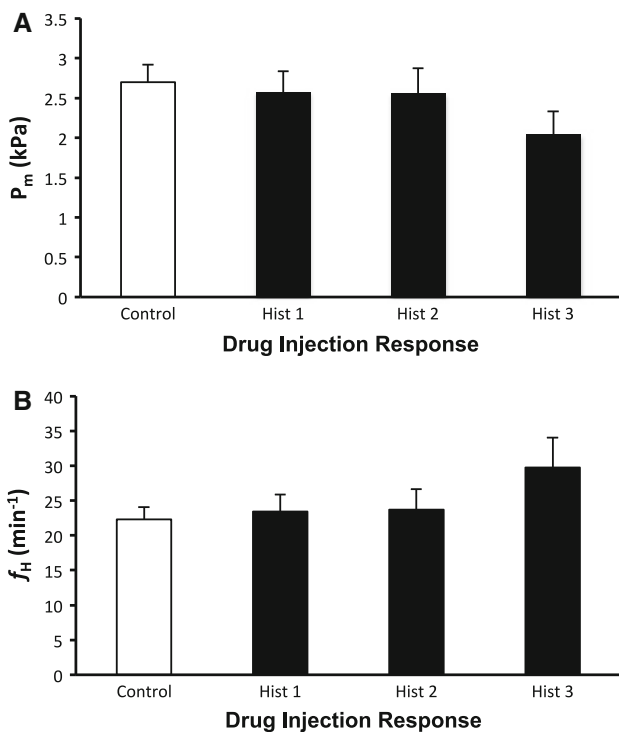 A
3.5
3
2.5
2
1.5
1
0.5
0
Pₘ (kPa)
Control Hist 1 Hist 2 Hist 3
Drug Injection Response
B
40
35
30
25
20
15
10
5
0
fH (min⁻¹)
Control Hist 1 Hist 2 Hist 3
Drug Injection Response